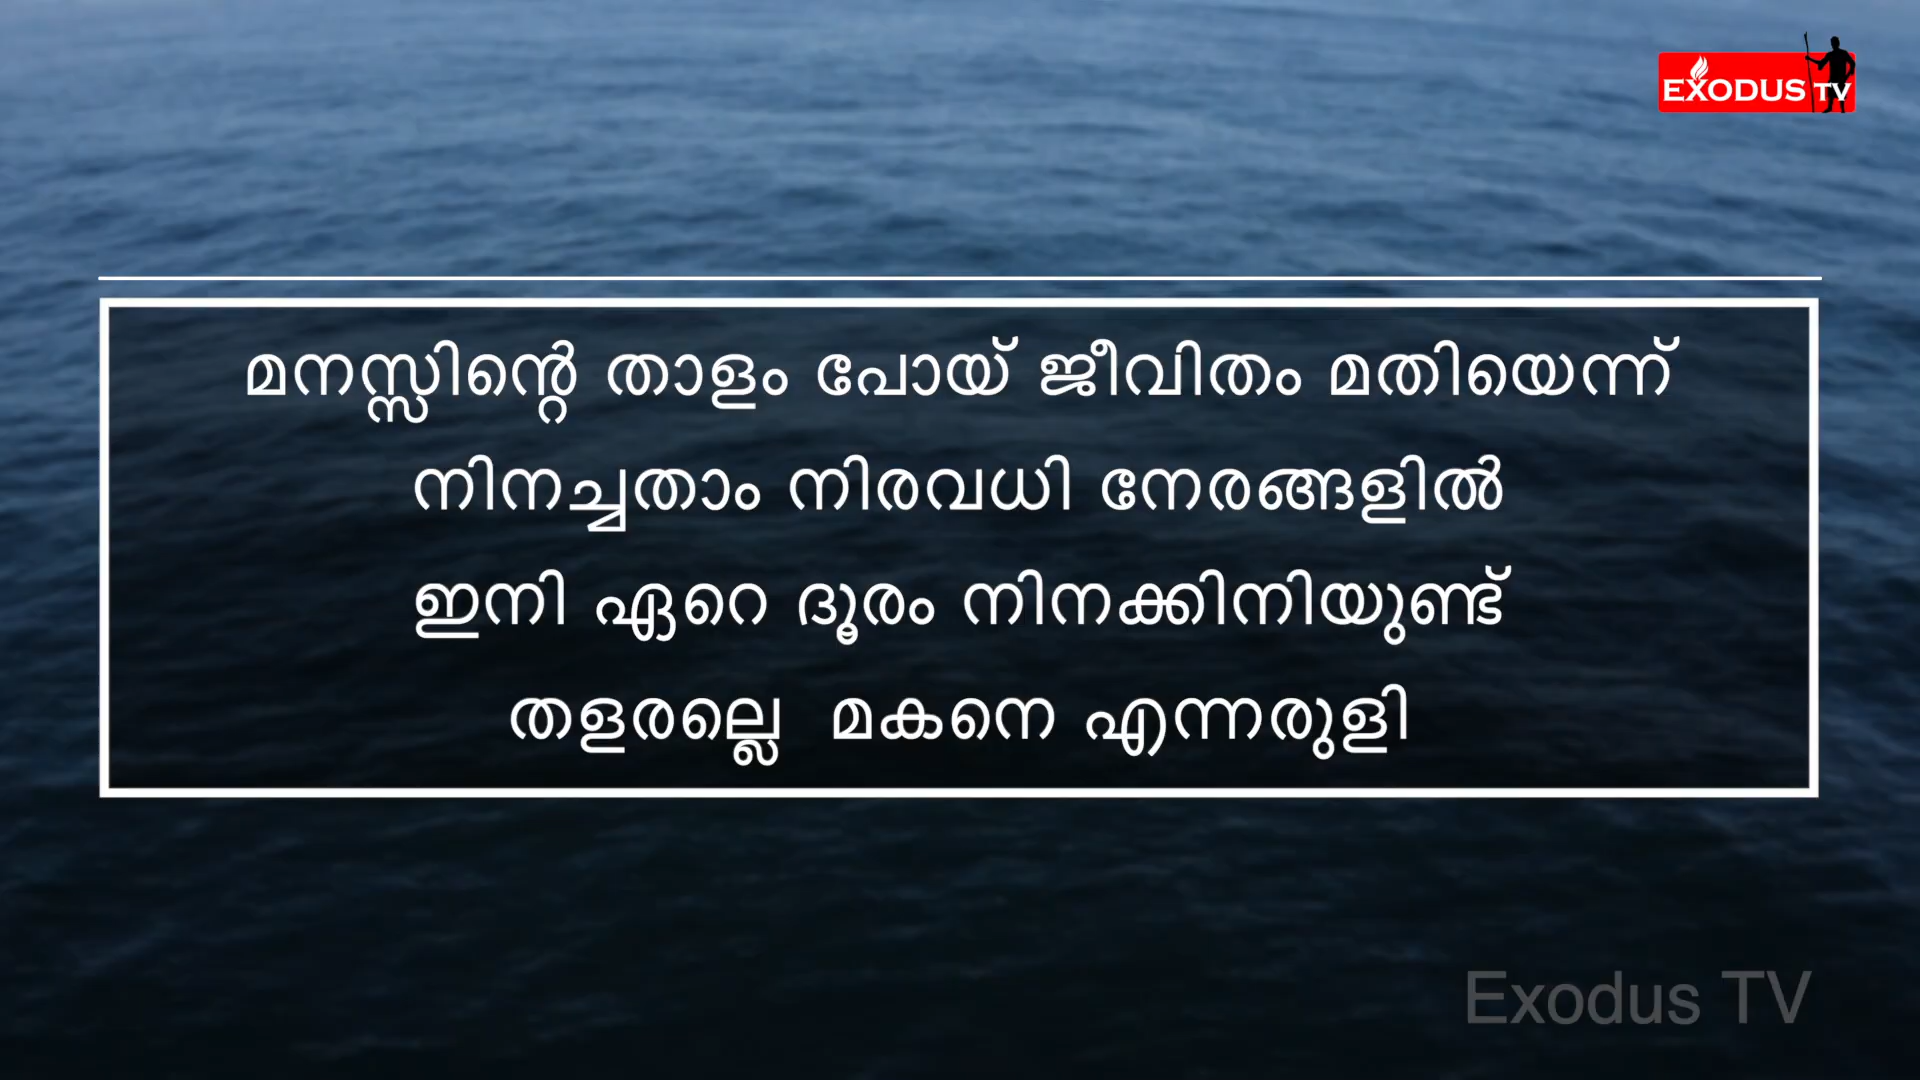 EXODUS TV
മനസ്സിന്റെ താളം പോയ് ജീവിതം മതിയെന്ന്
നിനച്ചതാം നിരവധി നേരങ്ങളിൽ
ഇനി ഏറെ ദൂരം നിനക്കിനിയുണ്ട്
തളരല്ലെ മകനെ എന്നരുളി
Exodus TV